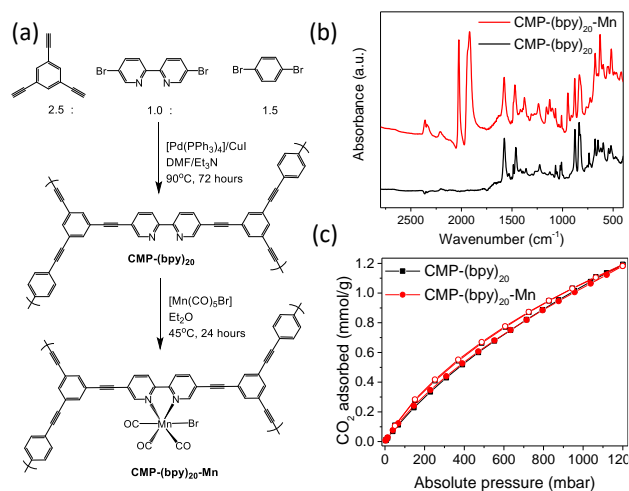 (a)
Br
N
N
Br
Br
Br
2.5 :
1.0 :
1.5
[Pd(PPh3)4]/CuI
DMF/Et3N
90°C, 72 hours
N
N
CMP-(bpy)20
[Mn(CO)5Br]
Et2O
45°C, 24 hours
N
N
OC
Mn
Br
OC
CO
CMP-(bpy)20-Mn
(b)
CMP-(bpy)20-Mn
CMP-(bpy)20
Absorbance (a.u.)
2500 2000 1500 1000 500
Wavenumber (cm-1)
(c)
CMP-(bpy)20
CMP-(bpy)20-Mn
CO2 adsorbed (mmol/g)
1.2
1.0
0.8
0.6
0.4
0.2
0.0
0 200 400 600 800 1000 1200
Absolute pressure (mbar)